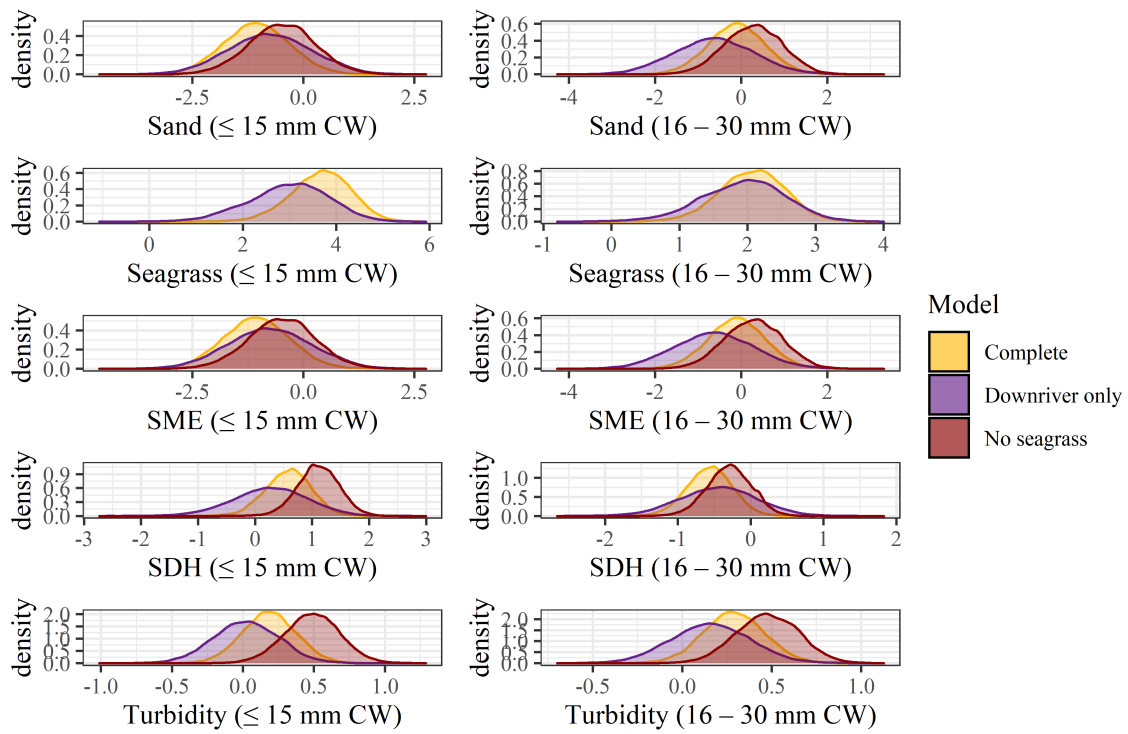 density
0.4
0.2
0.0
-2.5 0.0 2.5
Sand (≤ 15 mm CW)
density
0.6
0.4
0.2
0.0
-4 -2 0 2
Sand (16 – 30 mm CW)
density
0.6
0.4
0.2
0.0
0 2 4 6
Seagrass (≤ 15 mm CW)
density
0.8
0.6
0.4
0.2
0.0
-1 0 1 2 3 4
Seagrass (16 – 30 mm CW)
density
0.4
0.2
0.0
-2.5 0.0 2.5
SME (≤ 15 mm CW)
density
0.6
0.4
0.2
0.0
-4 -2 0 2
SME (16 – 30 mm CW)
density
0.9
0.6
0.3
0.0
-3 -2 -1 0 1 2 3
SDH (≤ 15 mm CW)
density
1.0
0.5
0.0
-2 -1 0 1 2
SDH (16 – 30 mm CW)
density
2.0
1.5
1.0
0.5
0.0
-1.0 -0.5 0.0 0.5 1.0
Turbidity (≤ 15 mm CW)
density
2.0
1.5
1.0
0.5
0.0
-0.5 0.0 0.5 1.0
Turbidity (16 – 30 mm CW)
Model
Complete
Downriver only
No seagrass